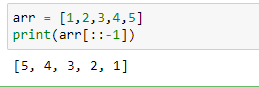 arr = [1,2,3,4,5]
print(arr[::-1])
[5, 4, 3, 2, 1]